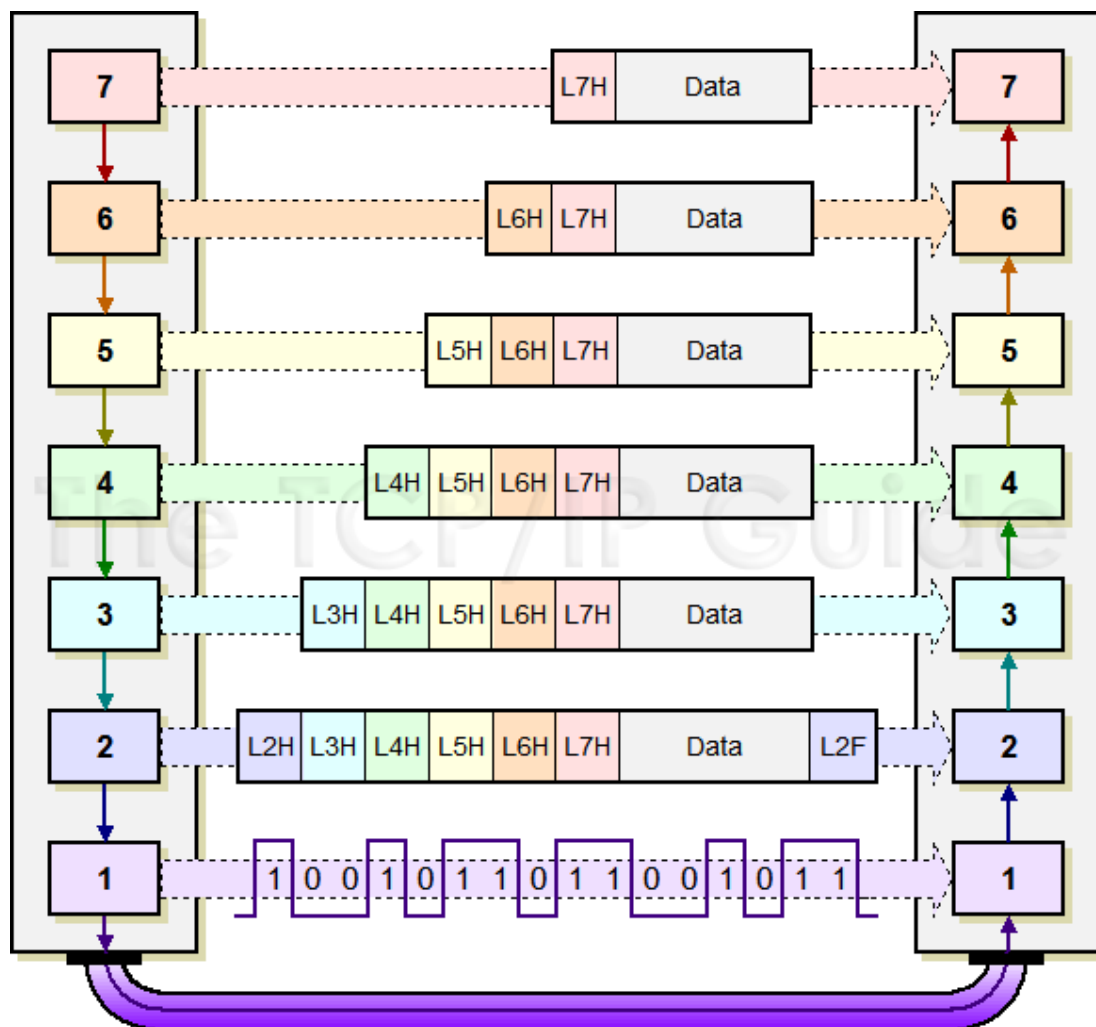 7 L7H Data 7
6 L6H L7H Data 6
5 L5H L6H L7H Data 5
4 L4H L5H L6H L7H Data 4
The TCP/IP Guide
3 L3H L4H L5H L6H L7H Data 3
2 L2H L3H L4H L5H L6H L7H Data L2F 2
1 1 0 0 1 0 1 1 0 1 1 0 0 1 0 1 1 1